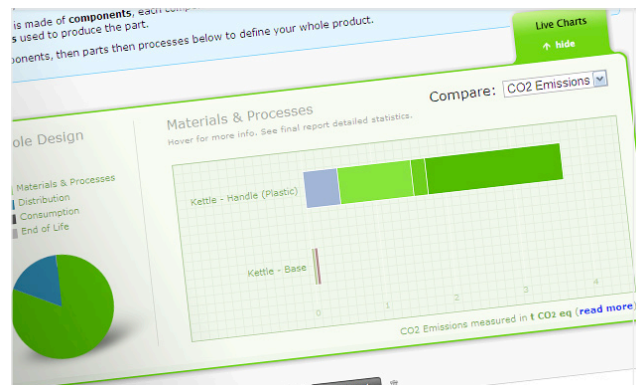 is made of components, each
s used to produce the part.
ponents, then parts then processes below to define your whole product.
Live Charts
hide
ole Design
Materials & Processes
Distribution
Consumption
End of Life
Materials & Processes
Hover for more info. See final report detailed statistics.
Compare: CO2 Emissions
Kettle - Handle (Plastic)
Kettle - Base
0 1 2 3 4
CO2 Emissions measured in t CO2 eq (read more)